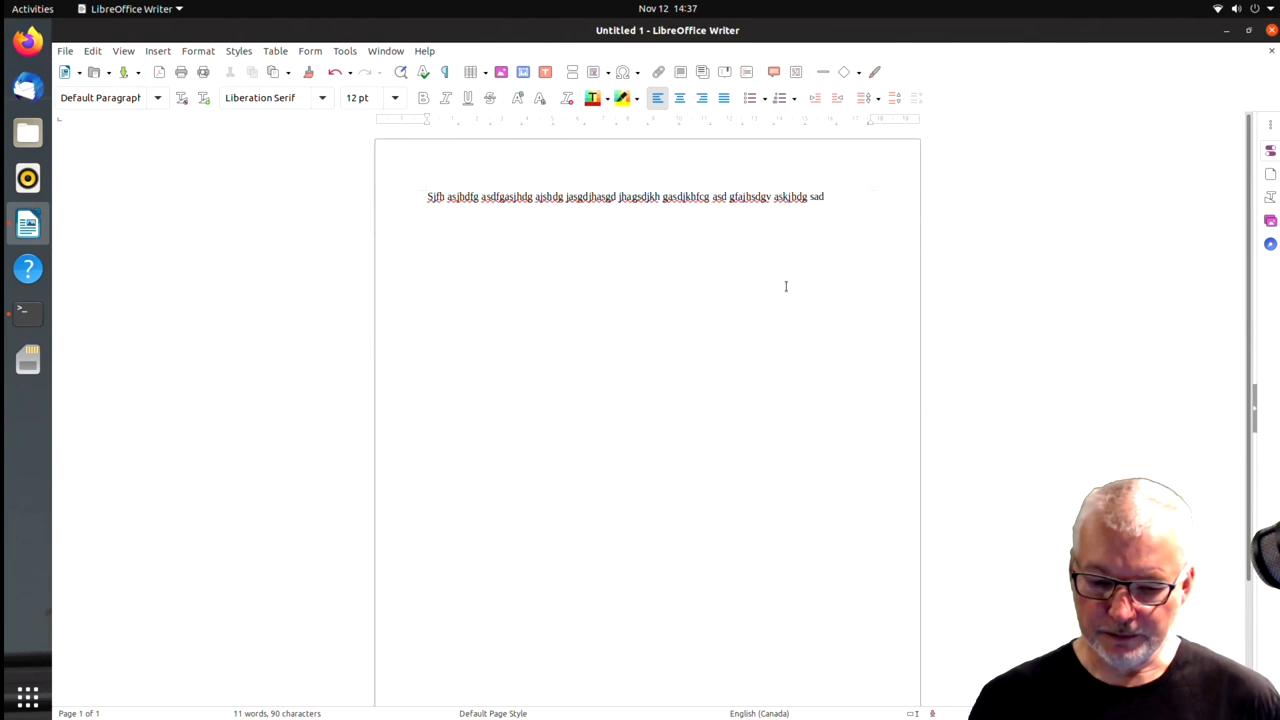 Activities LibreOffice Writer Nov 12 14:37
Untitled 1 - LibreOffice Writer
File Edit View Insert Format Styles Table Form Tools Window Help
Default Paragraph Liberation Serif 12 pt
Sjfh asjhdfg asdfgasjhdg ajshdg jasgdjhasgd jhagsdjkh gasdjkhfcg asd gfajhsdgv askjhdg sad
Page 1 of 1 11 words, 90 characters Default Page Style English (Canada)